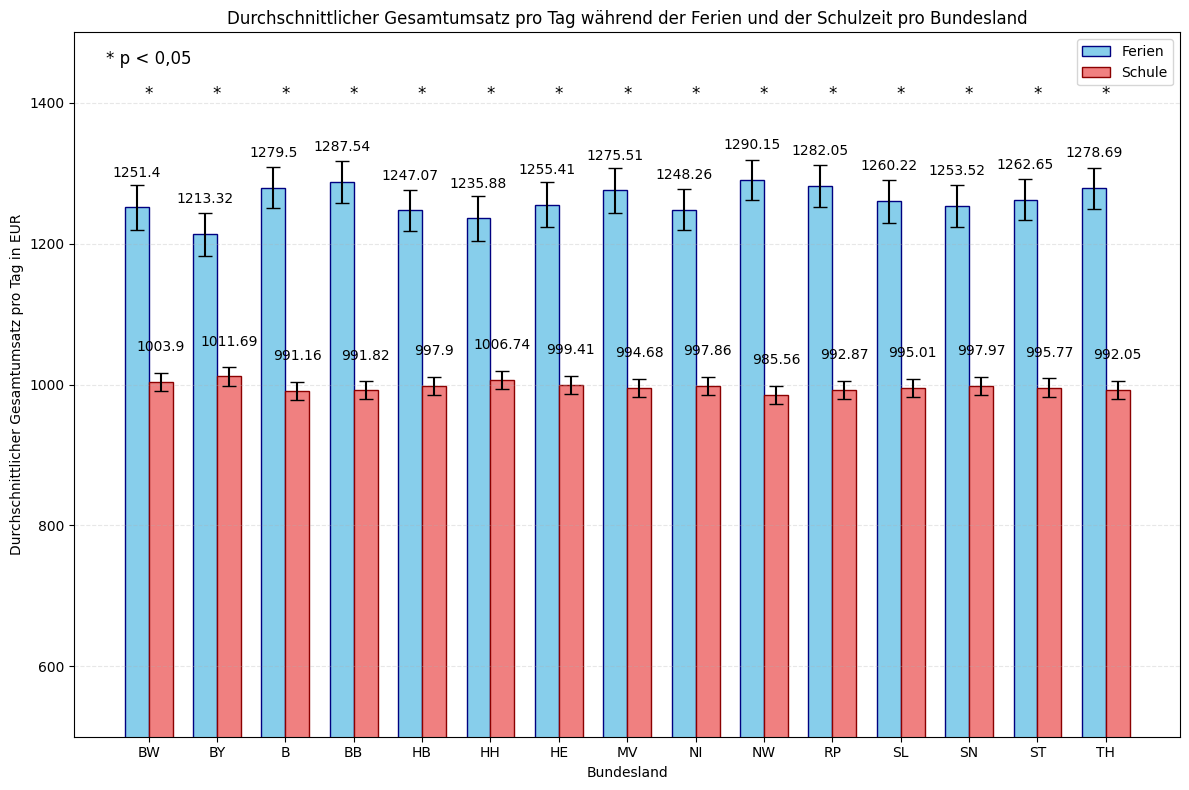 Durchschnittlicher Gesamtumsatz pro Tag während der Ferien und der Schulzeit pro Bundesland
* p < 0,05
Ferien
Schule
* * * * * * * * * * * * * * *
1251.4 1213.32 1279.5 1287.54 1247.07 1235.88 1255.41 1275.51 1248.26 1290.15 1282.05 1260.22 1253.52 1262.65 1278.69
1003.9 1011.69 991.16 991.82 997.9 1006.74 999.41 994.68 997.86 985.56 992.87 995.01 997.97 995.77 992.05
1400
1200
1000
800
600
Durchschnittlicher Gesamtumsatz pro Tag in EUR
BW BY B BB HB HH HE MV NI NW RP SL SN ST TH
Bundesland